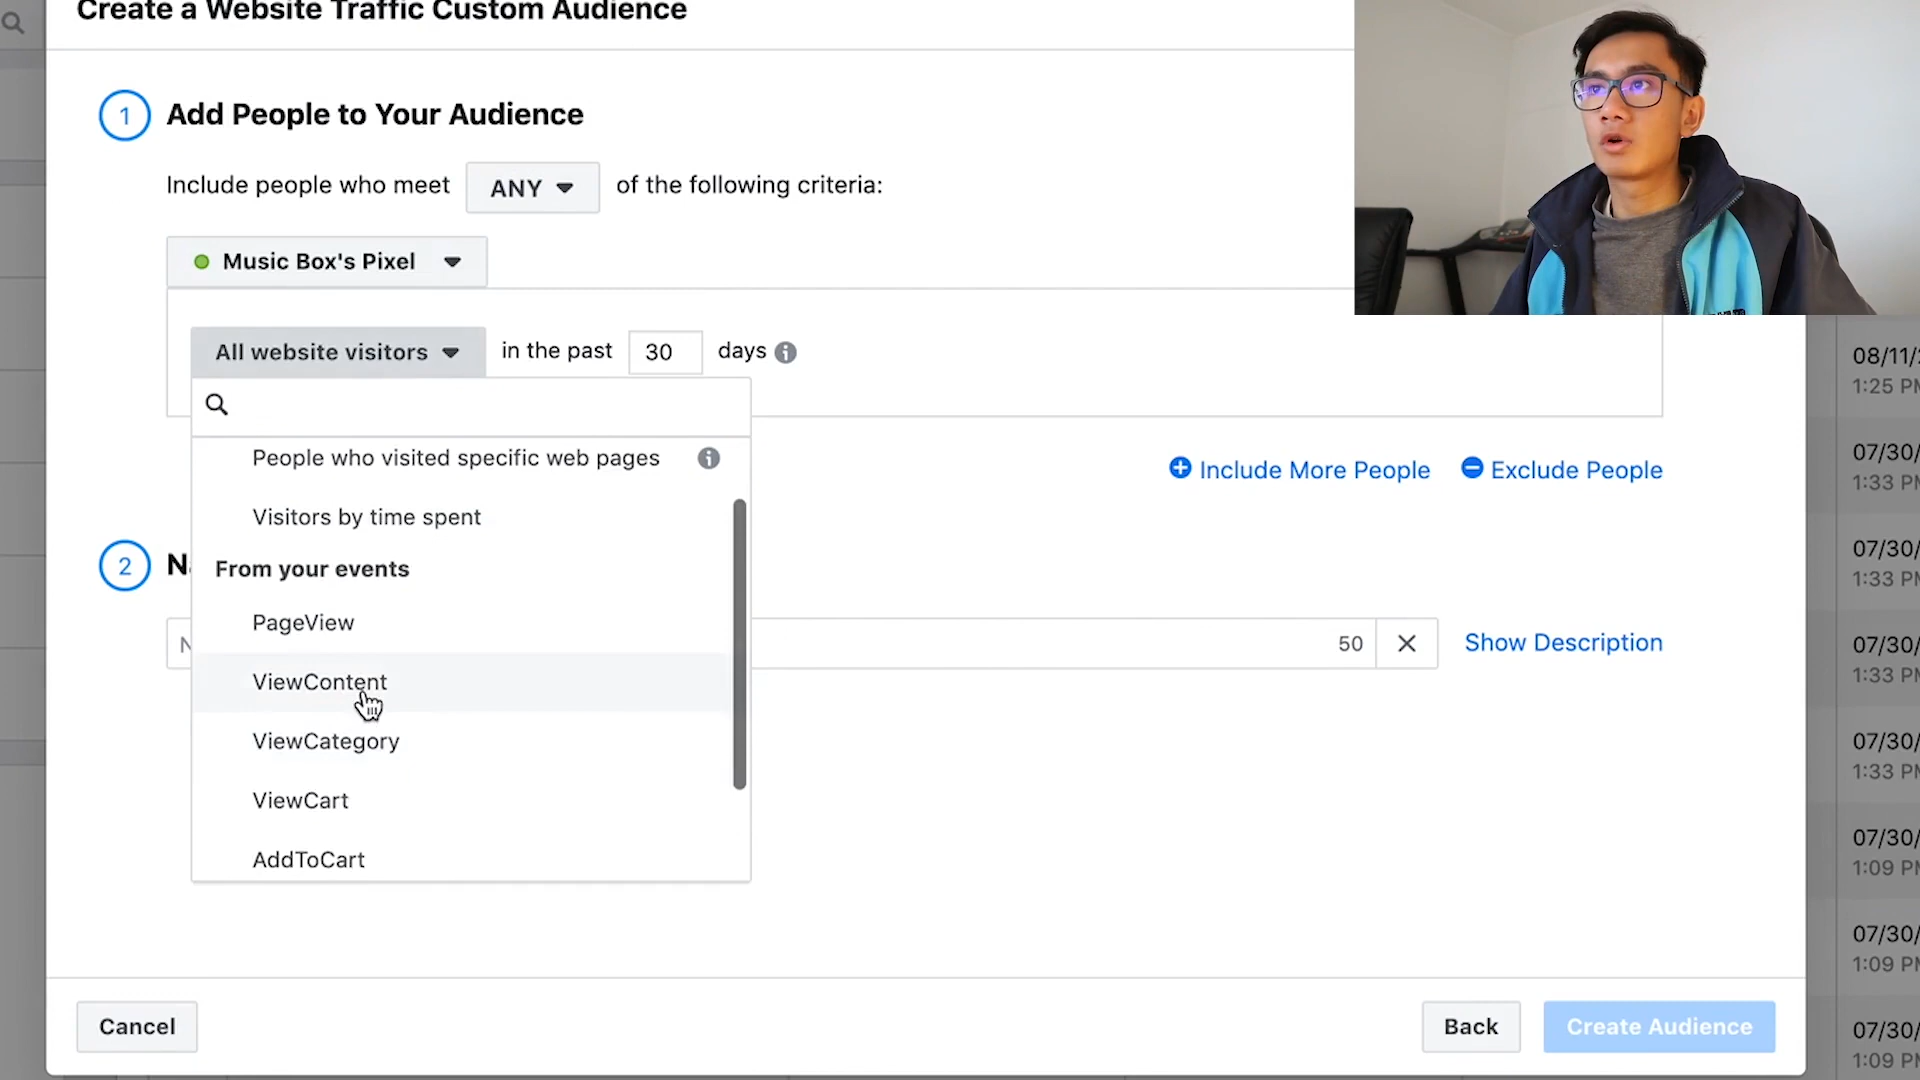 Create a Website Traffic Custom Audience
1 Add People to Your Audience
Include people who meet ANY of the following criteria:
Music Box's Pixel
All website visitors in the past 30 days
People who visited specific web pages
Visitors by time spent
From your events
PageView
ViewContent
ViewCategory
ViewCart
AddToCart
Include More People Exclude People
2
50 Show Description
Cancel Back Create Audience
1:25
1:33
07/30/
1:33
07/30/
1:33
07/30/
1:33
07/30/
1:09
07/30/
1:09
07/30/
1:09